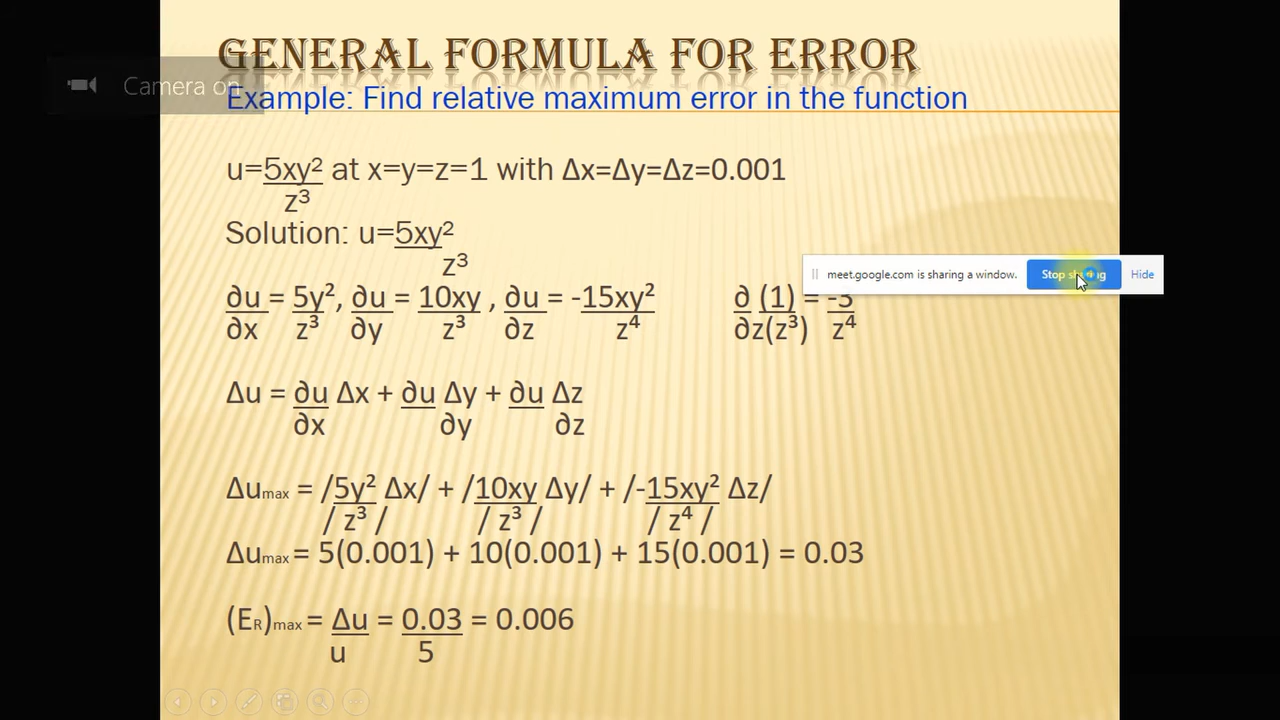 GENERAL FORMULA FOR ERROR
Camera on
Example: Find relative maximum error in the function
u=5xy² at x=y=z=1 with Δx=Δy=Δz=0.001
z³
Solution: u=5xy²
z³
meet.google.com is sharing a window. Stop sharing Hide
∂u = 5y², ∂u = 10xy , ∂u = -15xy² ∂ (1) = -3
∂x z³ ∂y z³ ∂z z⁴ ∂z(z³) z⁴
Δu = ∂u Δx + ∂u Δy + ∂u Δz
∂x ∂y ∂z
Δumax = /5y² Δx/ + /10xy Δy/ + /-15xy² Δz/
/ z³ / / z³ / / z⁴ /
Δumax = 5(0.001) + 10(0.001) + 15(0.001) = 0.03
(ER)max = Δu = 0.03 = 0.006
u 5